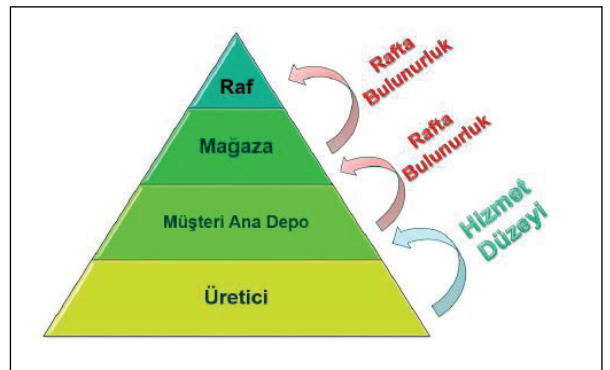 Raf
Mağaza
Müşteri Ana Depo
Üretici
Rafta
Bulunurluk
Rafta
Bulunurluk
Hizmet
Düzeyi